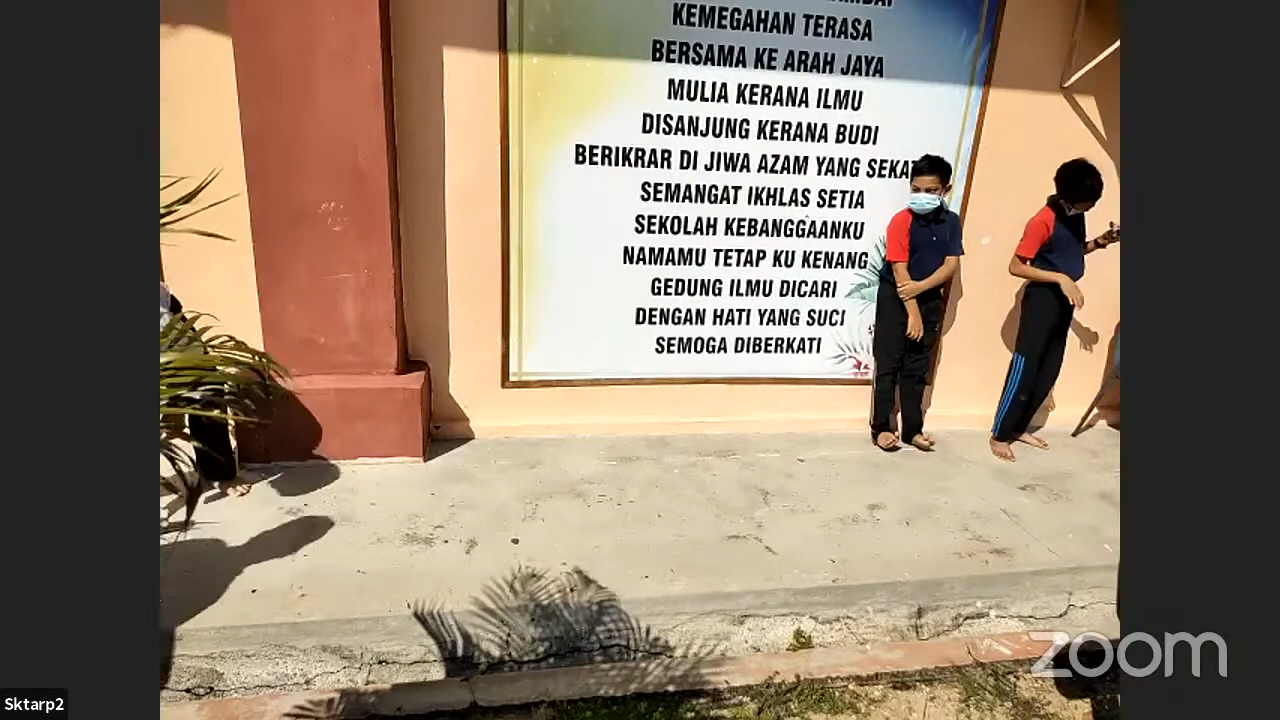 KEMEGAHAN TERASA
BERSAMA KE ARAH JAYA
MULIA KERANA ILMU
DISANJUNG KERANA BUDI
BERIKRAR DI JIWA AZAM YANG
SEMANGAT IKHLAS SETIA
SEKOLAH KEBANGGAANKU
NAMAMU TETAP KU KENANG
GEDUNG ILMU DICARI
DENGAN HATI YANG SUCI
SEMOGA DIBERKATI
zoom
Sktarp2